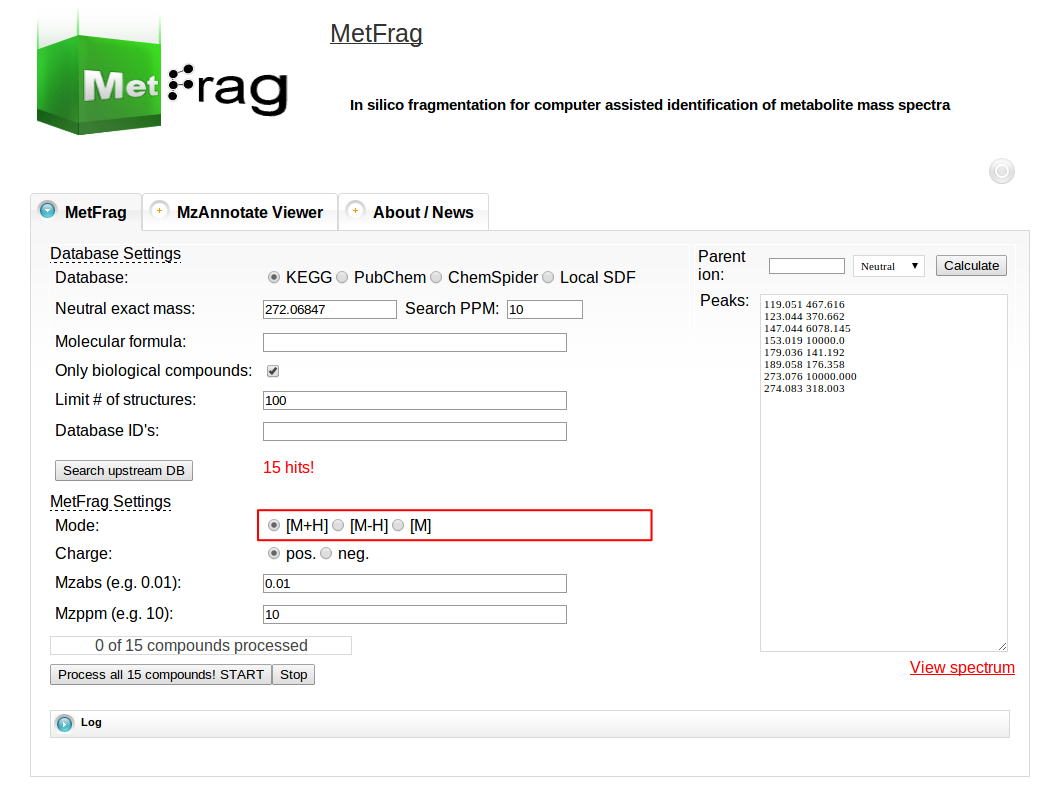 MetFrag
MetFrag
In silico fragmentation for computer assisted identification of metabolite mass spectra
MetFrag
MzAnnotate Viewer
About / News
Database Settings
Database: KEGG PubChem ChemSpider Local SDF
Neutral exact mass: 272.06847 Search PPM: 10
Molecular formula:
Only biological compounds:
Limit # of structures: 100
Database ID's:
Search upstream DB 15 hits!
MetFrag Settings
Mode: [M+H] [M-H] [M]
Charge: pos. neg.
Mzabs (e.g. 0.01): 0.01
Mzppm (e.g. 10): 10
0 of 15 compounds processed
Process all 15 compounds! START Stop
Parent
ion: Neutral Calculate
Peaks:
119.051 467.616
123.044 370.662
147.044 6078.145
153.019 10000.0
179.036 141.192
189.058 176.358
273.076 10000.000
274.083 318.003
View spectrum
Log